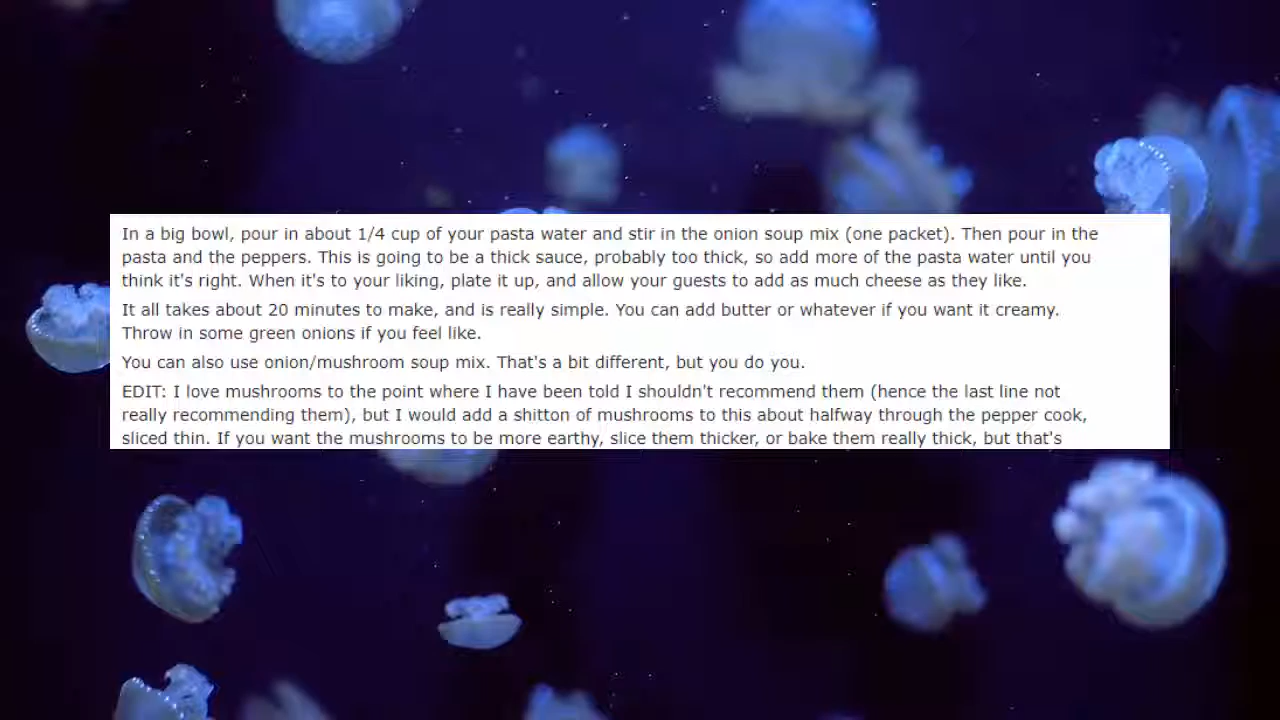 In a big bowl, pour in about 1/4 cup of your pasta water and stir in the onion soup mix (one packet). Then pour in the
pasta and the peppers. This is going to be a thick sauce, probably too thick, so add more of the pasta water until you
think it's right. When it's to your liking, plate it up, and allow your guests to add as much cheese as they like.
It all takes about 20 minutes to make, and is really simple. You can add butter or whatever if you want it creamy.
Throw in some green onions if you feel like.
You can also use onion/mushroom soup mix. That's a bit different, but you do you.
EDIT: I love mushrooms to the point where I have been told I shouldn't recommend them (hence the last line not
really recommending them), but I would add a shitton of mushrooms to this about halfway through the pepper cook,
sliced thin. If you want the mushrooms to be more earthy, slice them thicker, or bake them really thick, but that's